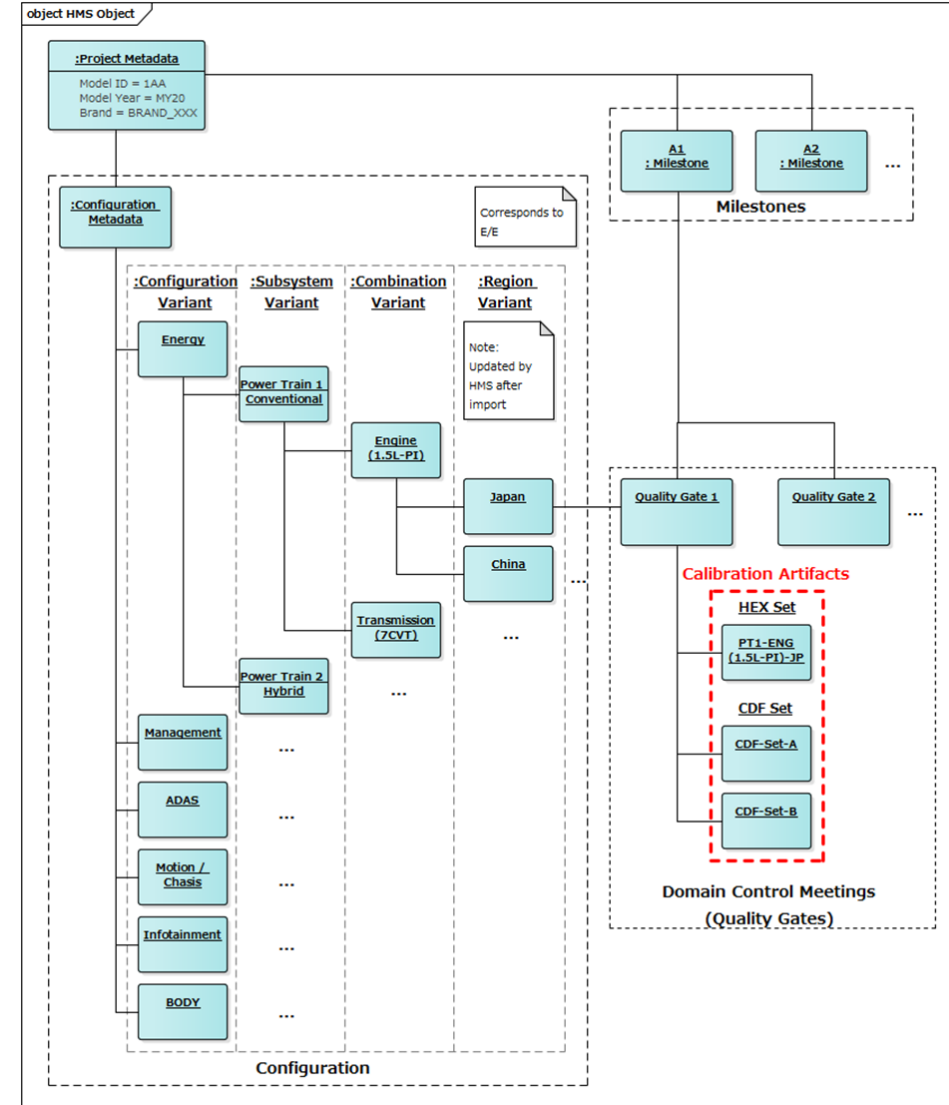 object HMS Object
:Project Metadata
Model ID = 1AA
Model Year = MY20
Brand = BRAND_XXX
A1
: Milestone
A2
: Milestone
...
Milestones
:Configuration
Metadata
Corresponds to
E/E
:Configuration
Variant
:Subsystem
Variant
:Combination
Variant
:Region
Variant
Note:
Updated by
HMS after
import
Energy
Power Train 1
Conventional
Engine
(1.5L-PI)
Japan
China
...
Transmission
(7CVT)
...
Power Train 2
Hybrid
...
Management
...
ADAS
...
Motion /
Chasis
...
Infotainment
...
BODY
...
Configuration
Quality Gate 1
Quality Gate 2
...
Calibration Artifacts
HEX Set
PT1-ENG
(1.5L-PI)-JP
CDF Set
CDF-Set-A
CDF-Set-B
Domain Control Meetings
(Quality Gates)